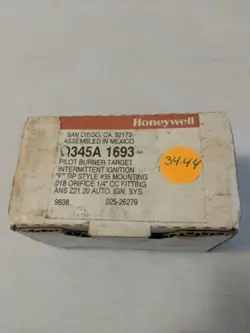 Honeywell
SAN DIEGO, CA. 92173
ASSEMBLED IN MEXICO
Q345A 1693
PILOT BURNER-TARGET
INTERMITTENT IGNITION
"F" TIP STYLE #35 MOUNTING
.018 ORIFICE 1/4" CC FITTING
ANS Z21.20 AUTO. IGN. SYS.
9838 025-26279
3444